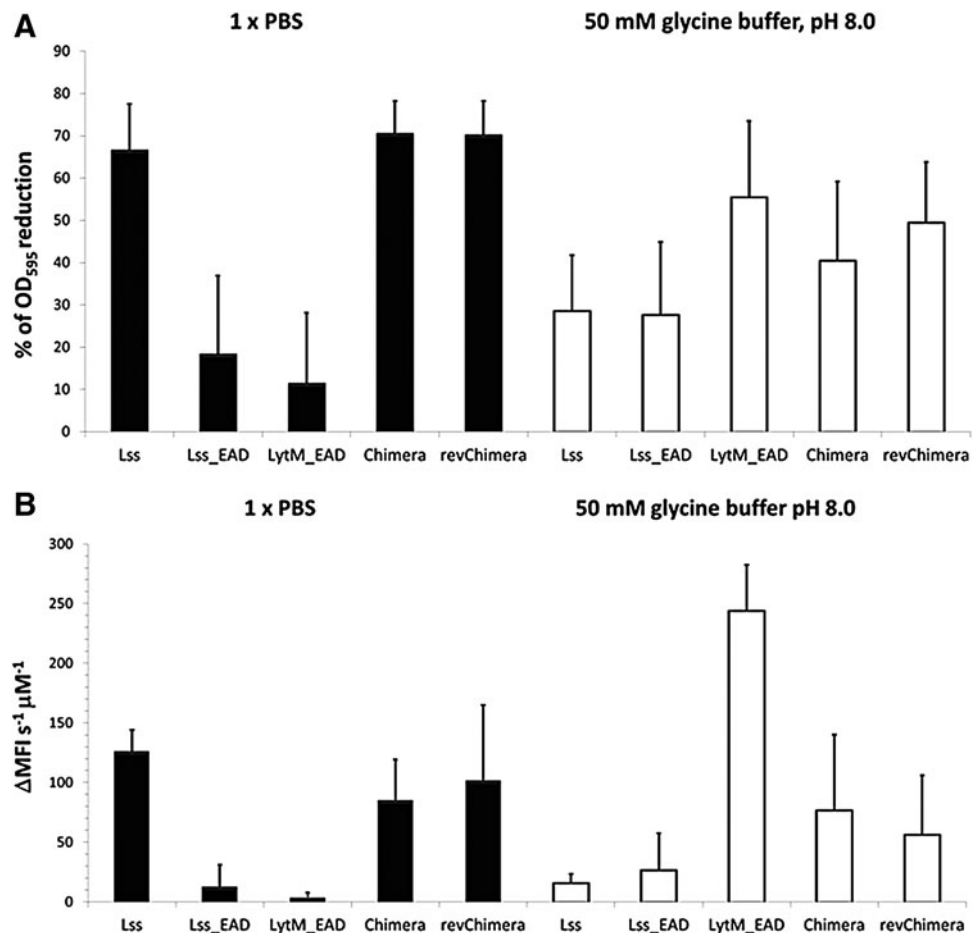 A
1 x PBS 50 mM glycine buffer, pH 8.0
90
80
70
60
50
40
30
20
10
0
% of OD595 reduction
Lss Lss_EAD LytM_EAD Chimera revChimera Lss Lss_EAD LytM_EAD Chimera revChimera
B
1 x PBS 50 mM glycine buffer pH 8.0
300
250
200
150
100
50
0
ΔMFI s-1 μM-1
Lss Lss_EAD LytM_EAD Chimera revChimera Lss Lss_EAD LytM_EAD Chimera revChimera